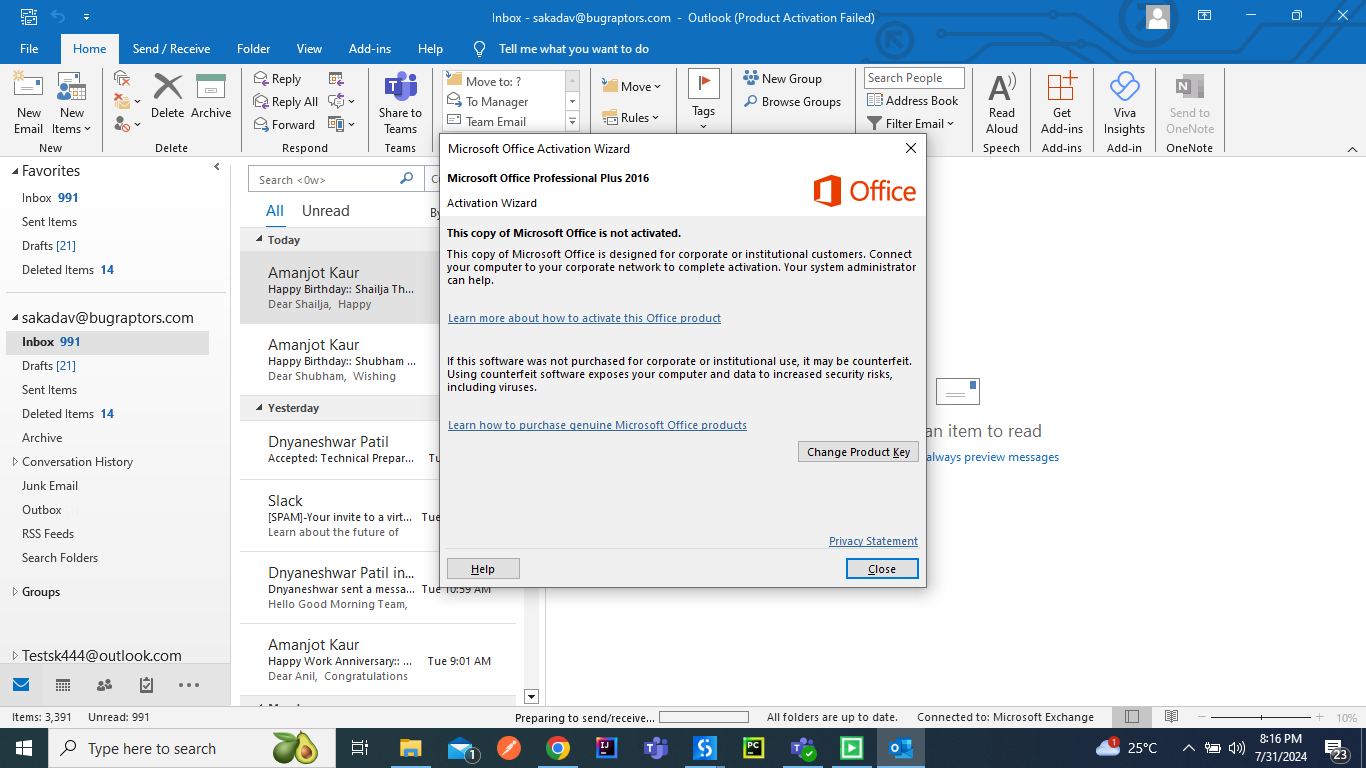 Inbox - sakadav@bugraptors.com - Outlook (Product Activation Failed)
File Home Send / Receive Folder View Add-ins Help Tell me what you want to do
New Email
New Items
Delete
Archive
Reply
Reply All
Forward
Share to Teams
Move to: ?
To Manager
Team Email
Move
Rules
Tags
New Group
Browse Groups
Search People
Address Book
Filter Email
Read Aloud
Get Add-ins
Viva Insights
Send to OneNote
New Delete Respond Teams Speech Add-ins Add-in OneNote
Favorites
Inbox 991
Sent Items
Drafts [21]
Deleted Items 14
sakadav@bugraptors.com
Inbox 991
Drafts [21]
Sent Items
Deleted Items 14
Archive
Conversation History
Junk Email
Outbox
RSS Feeds
Search Folders
Groups
Testsk444@outlook.com
Search <0w>
All Unread By
Today
Amanjot Kaur
Happy Birthday:: Shailja Th...
Dear Shailja, Happy
Amanjot Kaur
Happy Birthday:: Shubham ...
Dear Shubham, Wishing
Yesterday
Dnyaneshwar Patil
Accepted: Technical Prepar...
Slack
[SPAM]-Your invite to a virt... Tue
Learn about the future of
Dnyaneshwar Patil in...
Dnyaneshwar sent a messa... Tue 10:59 AM
Hello Good Morning Team,
Amanjot Kaur
Happy Work Anniversary:: ... Tue 9:01 AM
Dear Anil, Congratulations
Microsoft Office Activation Wizard
Microsoft Office Professional Plus 2016
Activation Wizard
Office
This copy of Microsoft Office is not activated.
This copy of Microsoft Office is designed for corporate or institutional customers. Connect
your computer to your corporate network to complete activation. Your system administrator
can help.
Learn more about how to activate this Office product
If this software was not purchased for corporate or institutional use, it may be counterfeit.
Using counterfeit software exposes your computer and data to increased security risks,
including viruses.
Learn how to purchase genuine Microsoft Office products
Change Product Key
Privacy Statement
Help
Close
an item to read
always preview messages
Items: 3,391 Unread: 991 Preparing to send/receive... All folders are up to date. Connected to: Microsoft Exchange 10%
Type here to search
1
25°C
8:16 PM
7/31/2024
23